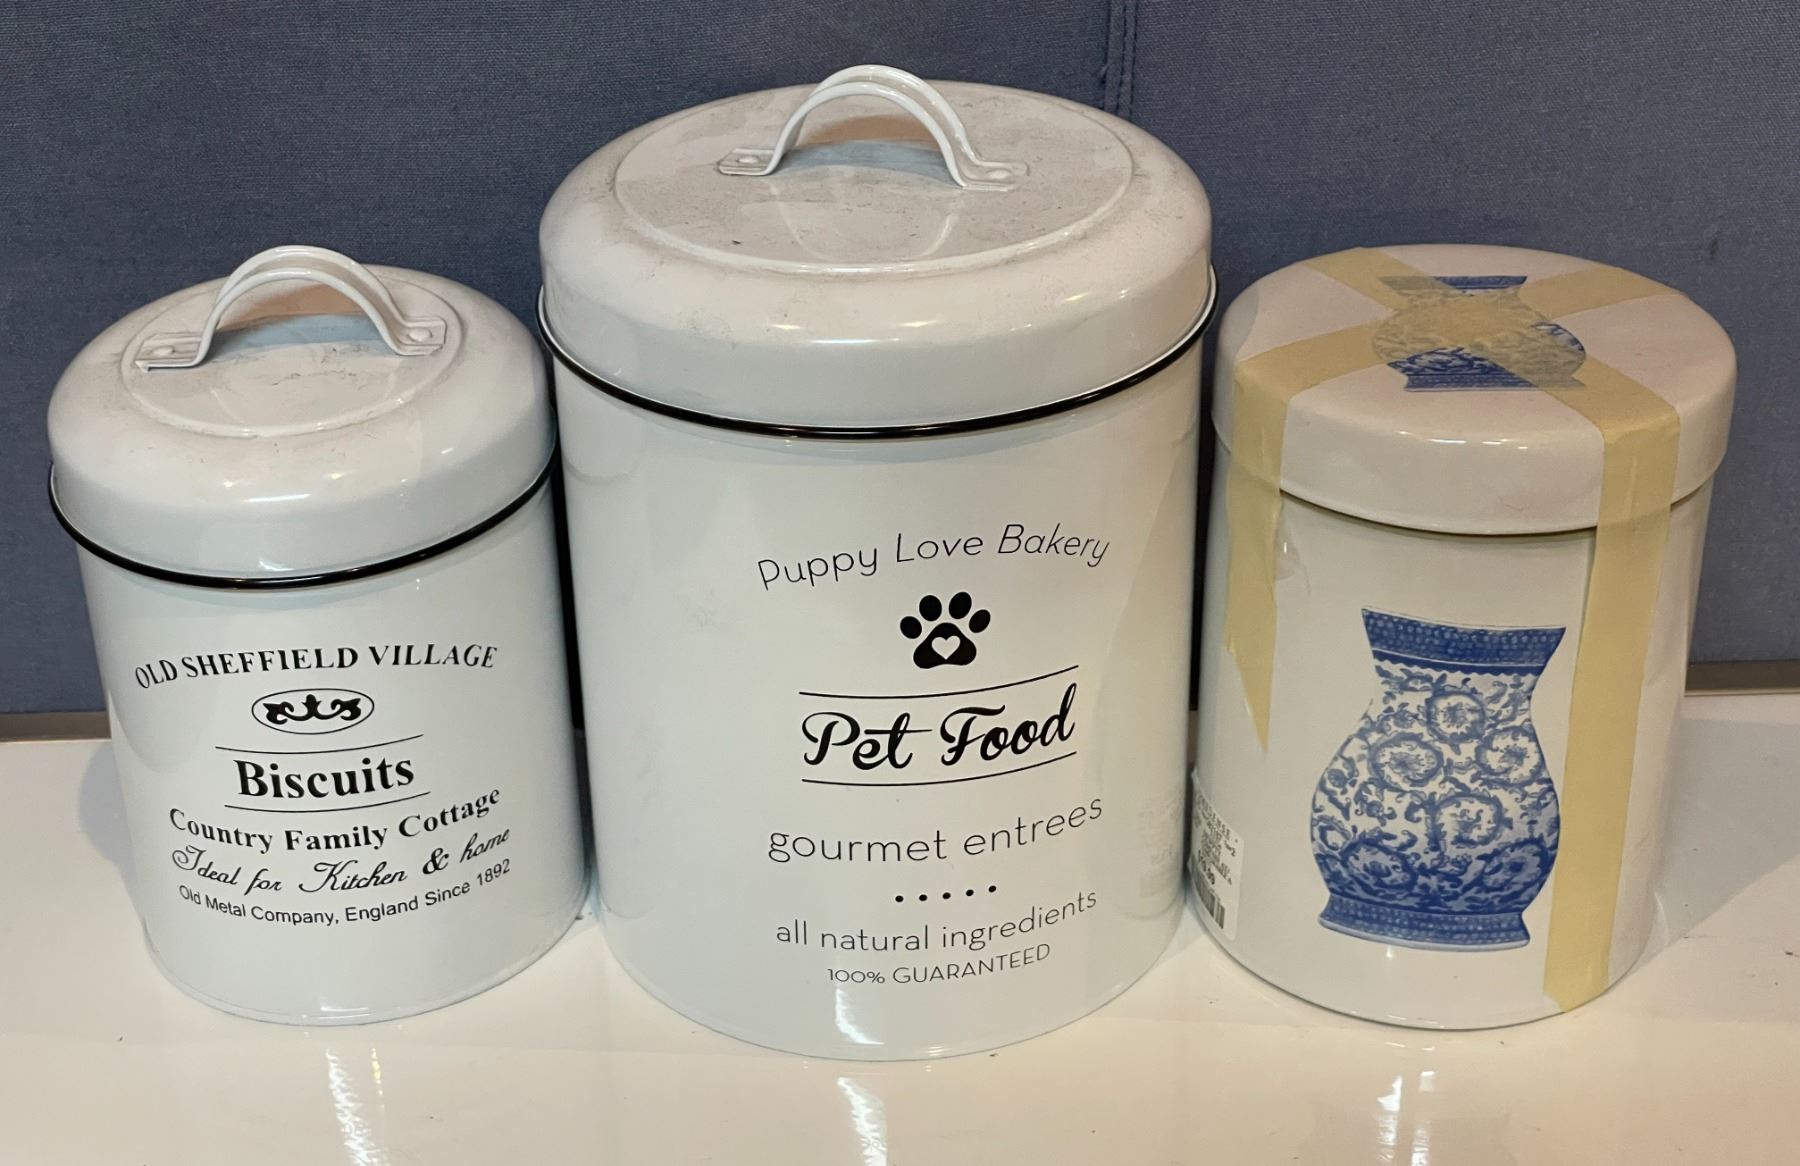 OLD SHEFFIELD VILLAGE
Biscuits
Country Family Cottage
Ideal for Kitchen & home
Old Metal Company, England Since 1892
Puppy Love Bakery
Pet Food
gourmet entrees
all natural ingredients
100% GUARANTEED